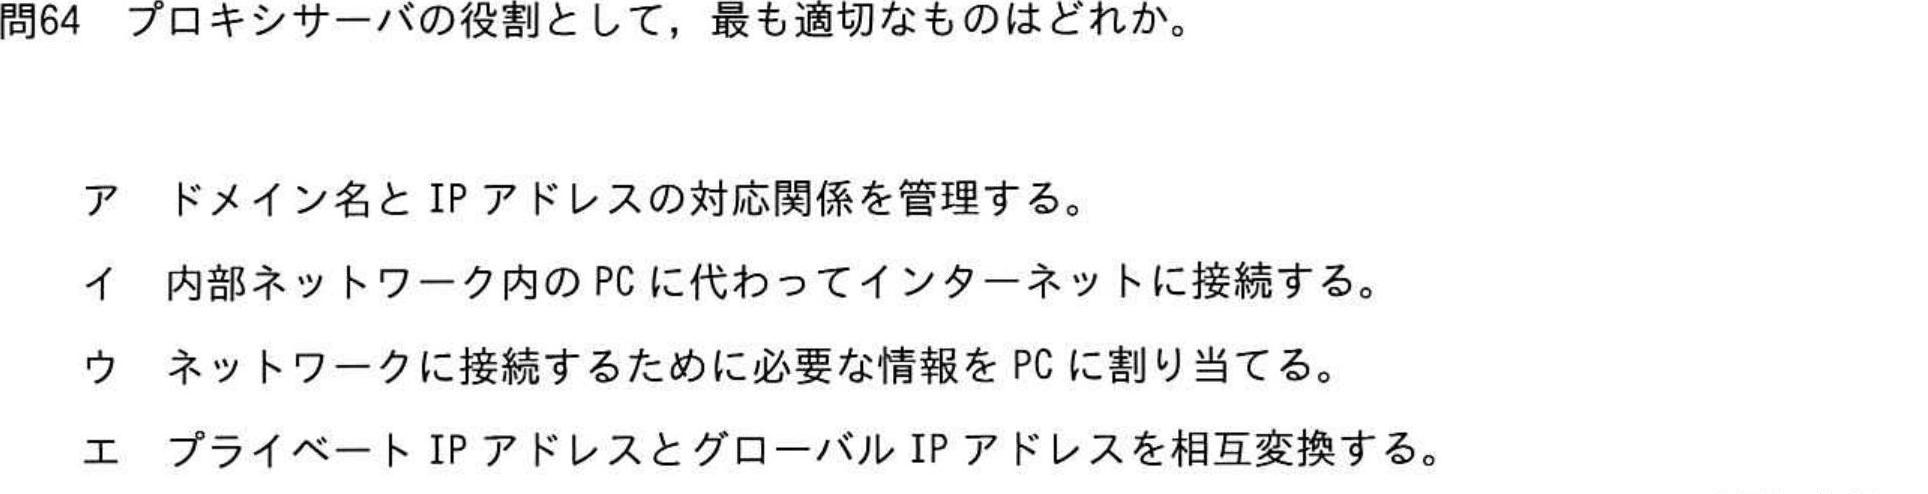 問64　プロキシサーバの役割として，最も適切なものはどれか。
ア　ドメイン名と IP アドレスの対応関係を管理する。
イ　内部ネットワーク内の PC に代わってインターネットに接続する。
ウ　ネットワークに接続するために必要な情報を PC に割り当てる。
エ　プライベート IP アドレスとグローバル IP アドレスを相互変換する。